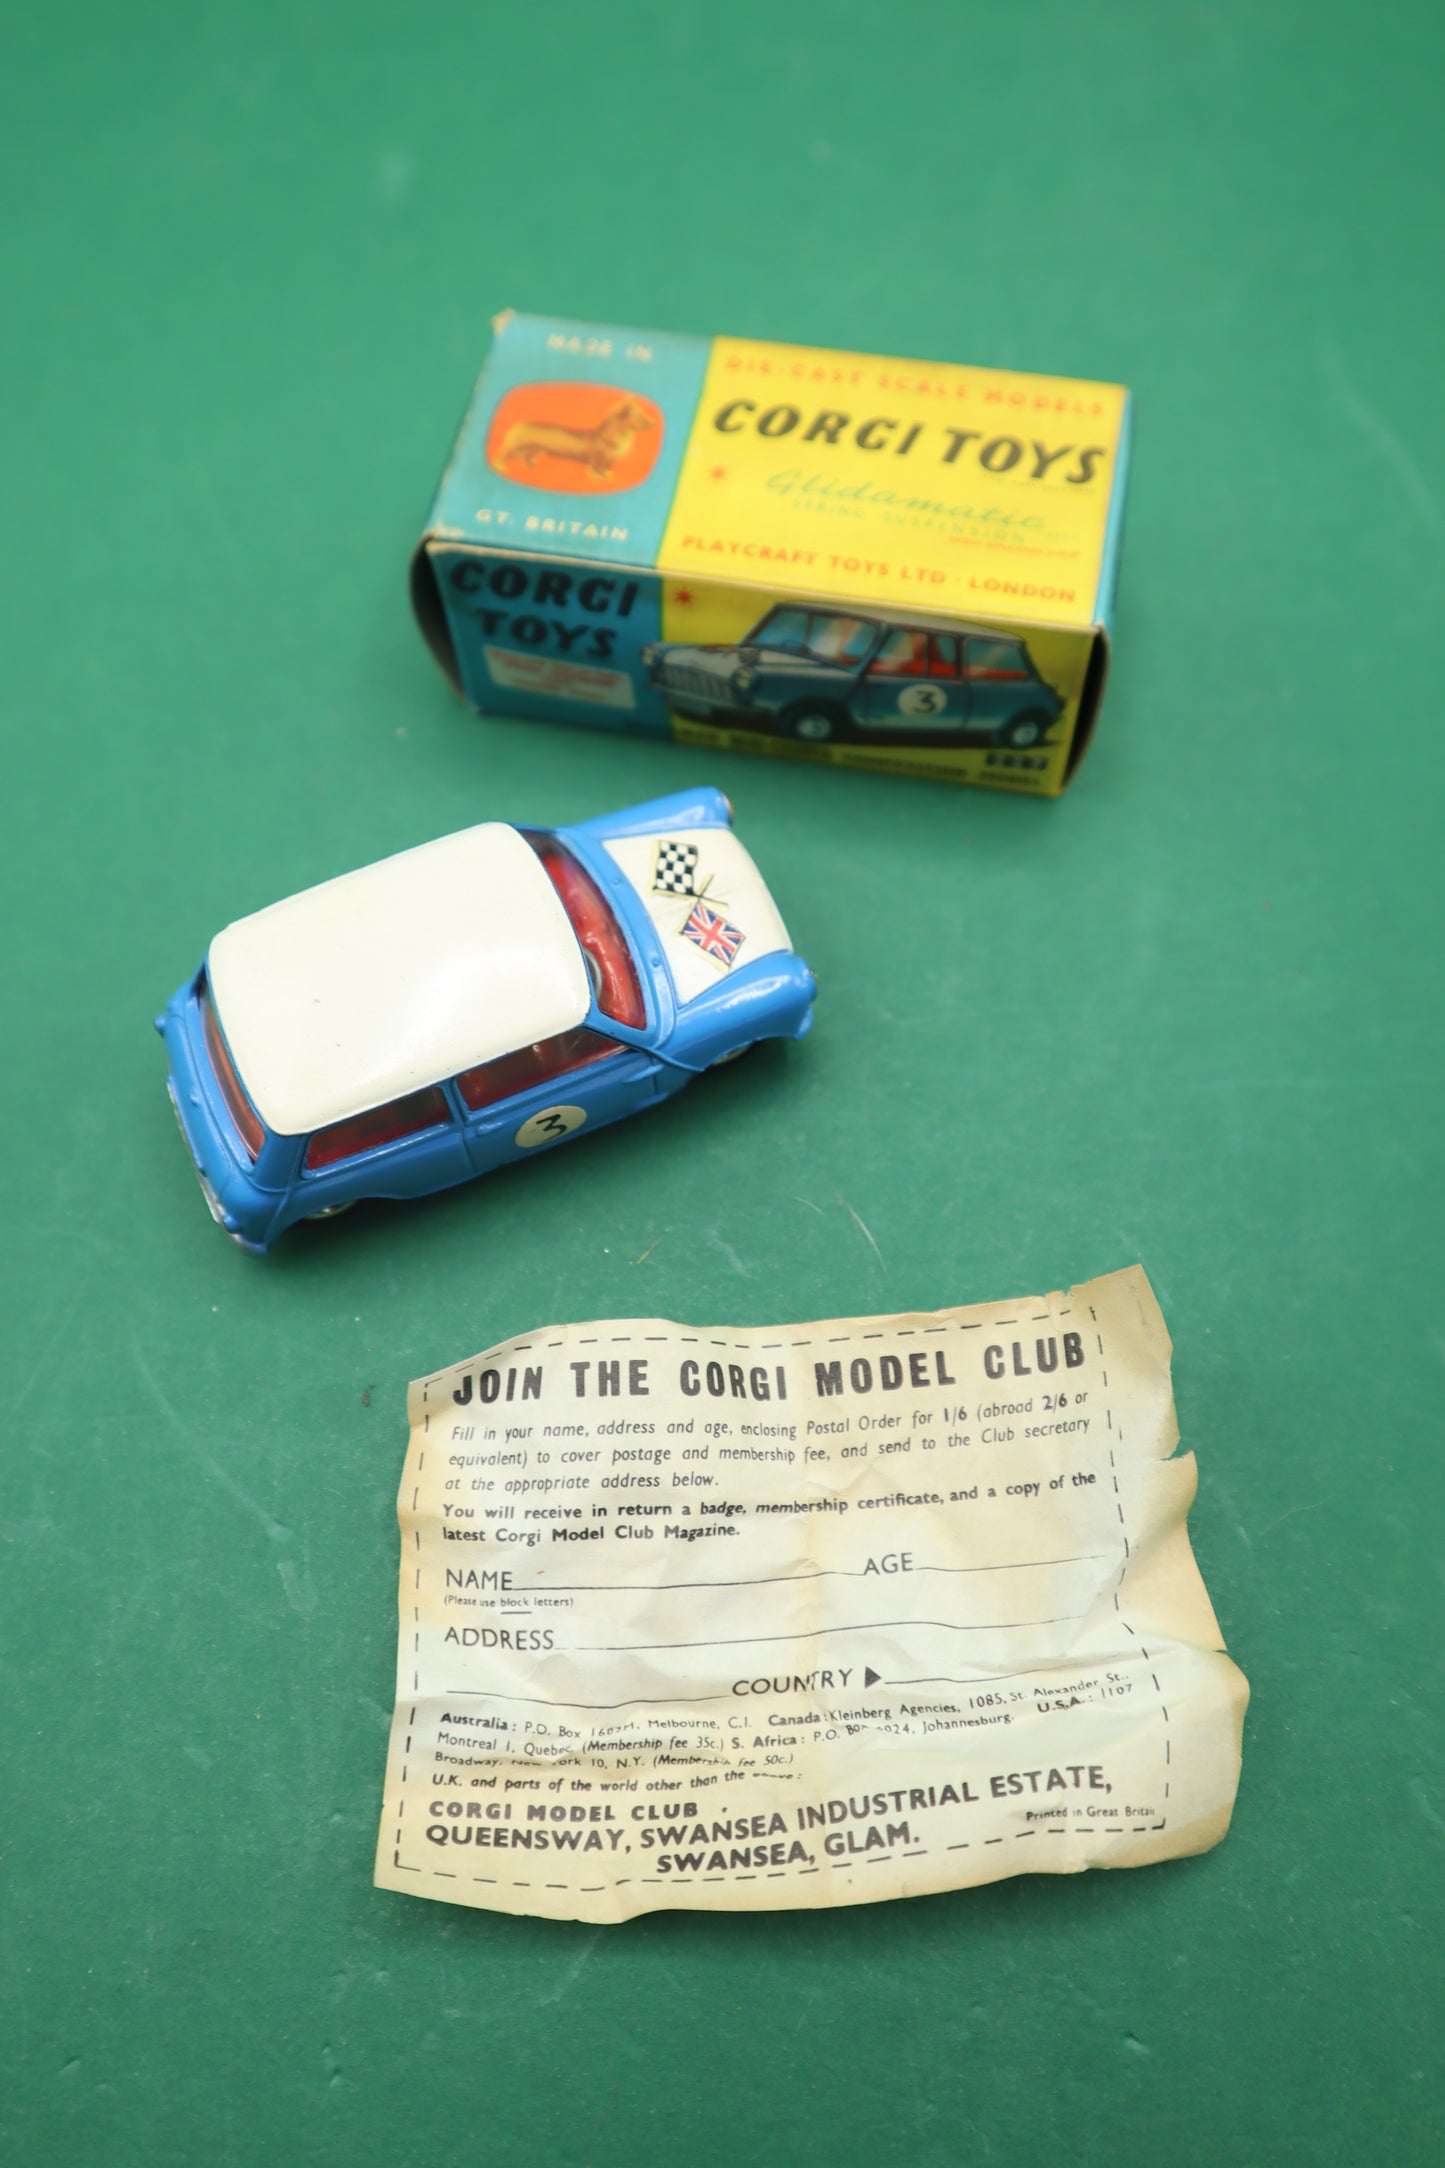 MADE IN
GT. BRITAIN
DIE-CAST SCALE MODELS
CORGI TOYS
Glidamatic
SPRING SUSPENSION
PLAYCRAFT TOYS LTD · LONDON
CORGI
TOYS
3
227
3
JOIN THE CORGI MODEL CLUB
Fill in your name, address and age, enclosing Postal Order for 1/6 (abroad 2/6 or
equivalent) to cover postage and membership fee, and send to the Club secretary
at the appropriate address below.
You will receive in return a badge, membership certificate, and a copy of the
latest Corgi Model Club Magazine.
NAME AGE
(Please use block letters)
ADDRESS
COUNTRY ▶
Australia: P.O. Box Melbourne, C.I. Canada: Kleinberg Agencies, 1085, St. Alexander St.,
Montreal 1, Quebec, (Membership fee 35c.) S. Africa: P.O. Box Johannesburg. U.S.A.: 1107
Broadway, New York 10, N.Y. (Membership fee 50c.)
U.K. and parts of the world other than the above:
CORGI MODEL CLUB
QUEENSWAY, SWANSEA INDUSTRIAL ESTATE,
SWANSEA, GLAM.
Printed in Great Britain